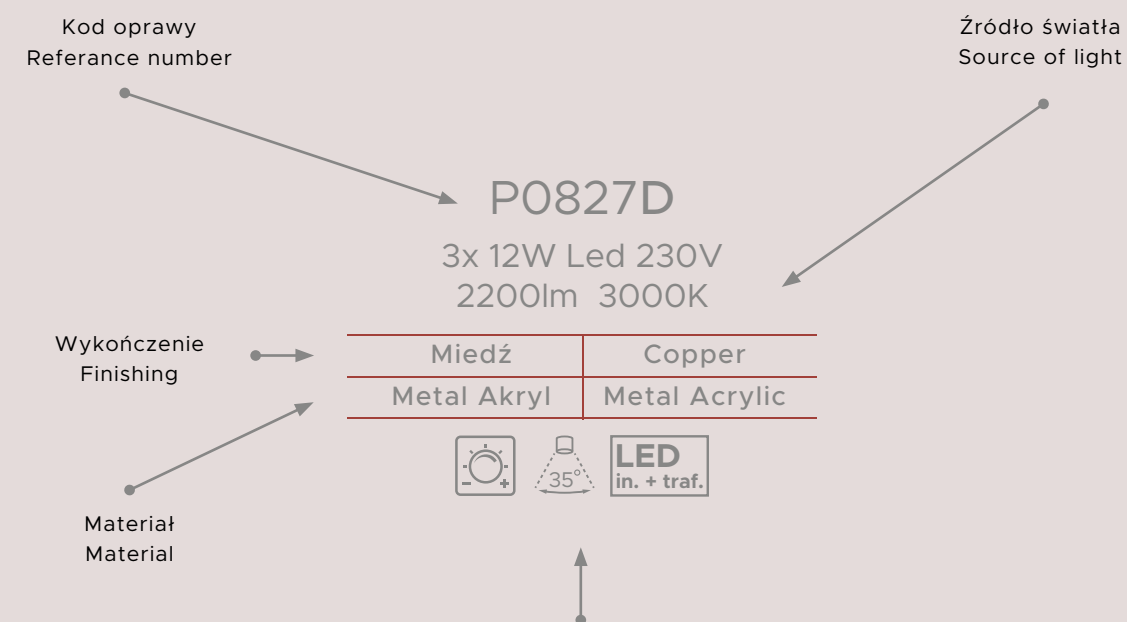 Kod oprawy
Referance number
Źródło światła
Source of light
P0827D
3x 12W Led 230V
2200lm 3000K
Wykończenie
Finishing
Miedź Copper
Metal Akryl Metal Acrylic
Materiał
Material
35°
LED
in. + traf.